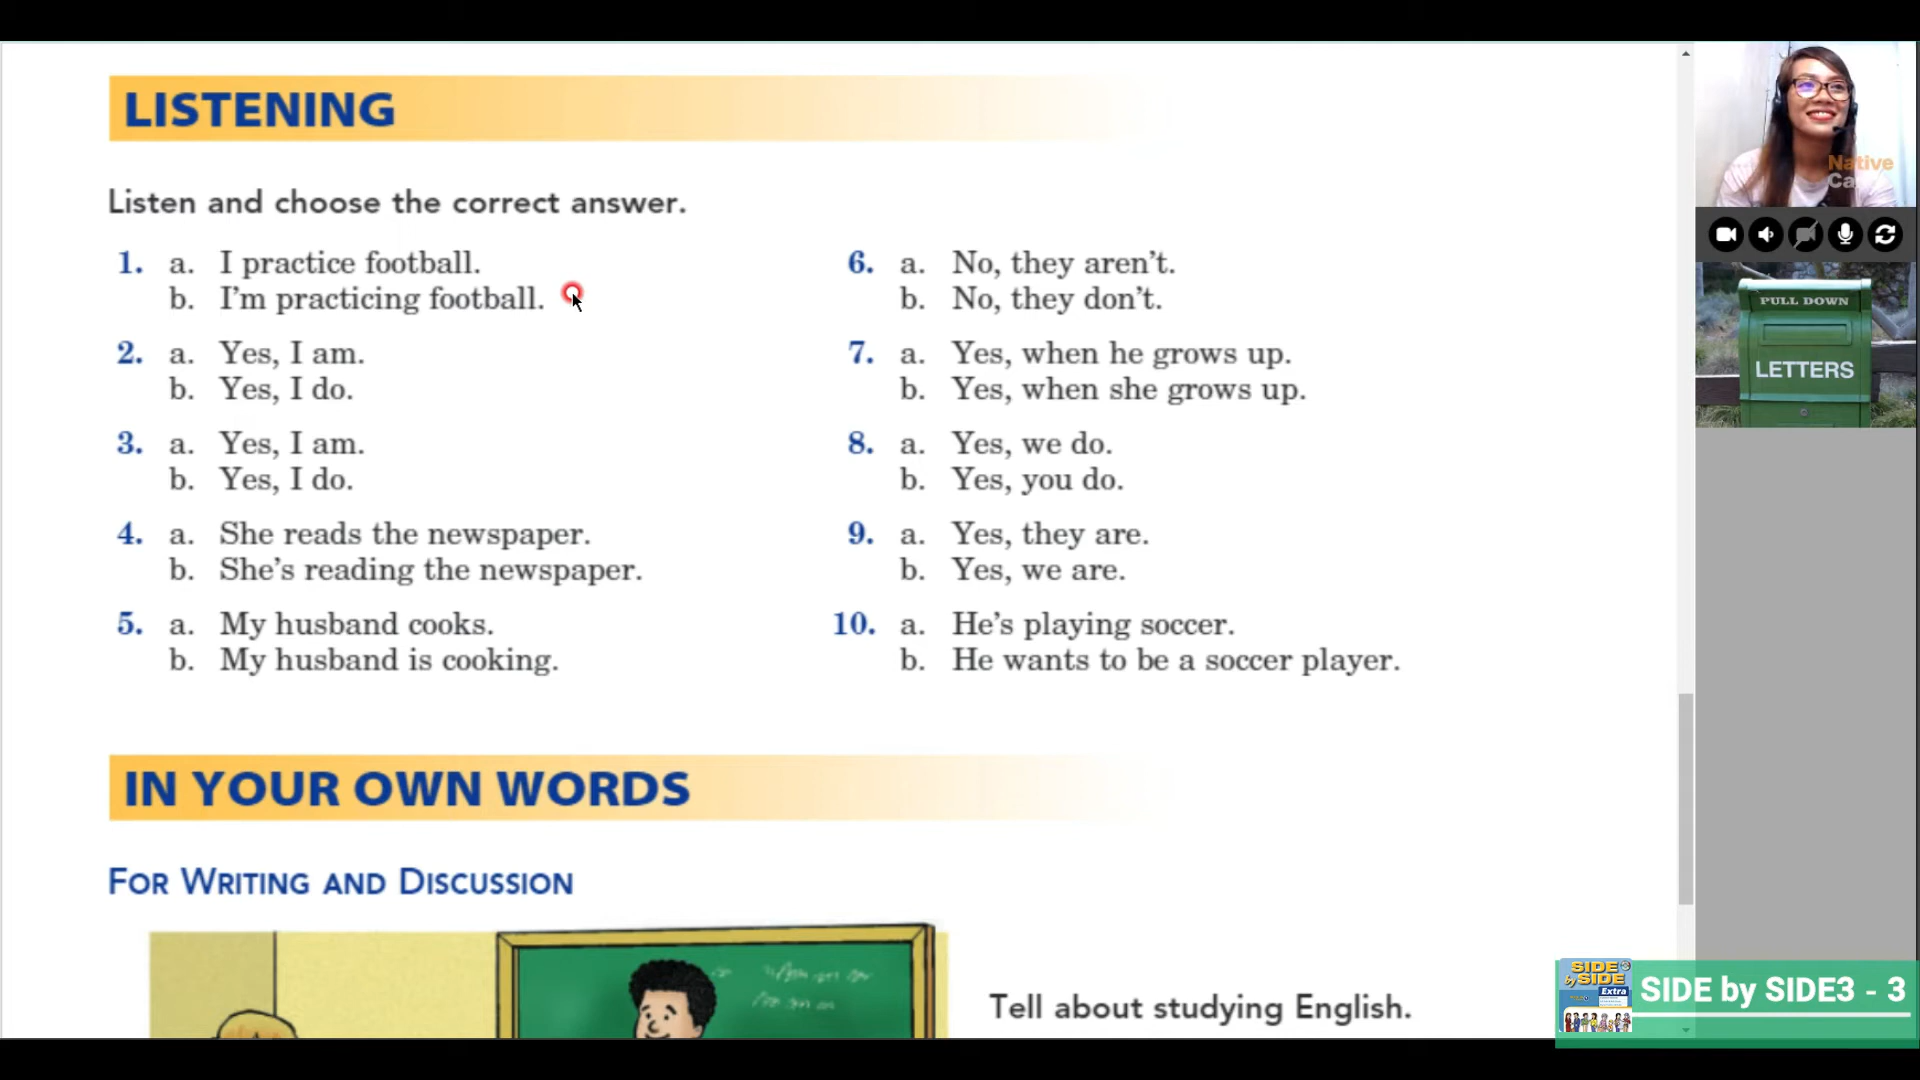 LISTENING
Listen and choose the correct answer.
1. a. I practice football.
b. I'm practicing football.
2. a. Yes, I am.
b. Yes, I do.
3. a. Yes, I am.
b. Yes, I do.
4. a. She reads the newspaper.
b. She's reading the newspaper.
5. a. My husband cooks.
b. My husband is cooking.
6. a. No, they aren't.
b. No, they don't.
7. a. Yes, when he grows up.
b. Yes, when she grows up.
8. a. Yes, we do.
b. Yes, you do.
9. a. Yes, they are.
b. Yes, we are.
10. a. He's playing soccer.
b. He wants to be a soccer player.
IN YOUR OWN WORDS
FOR WRITING AND DISCUSSION
Tell about studying English.
Native
PULL DOWN
LETTERS
SIDE
by SIDE
Extra
SIDE by SIDE3 - 3